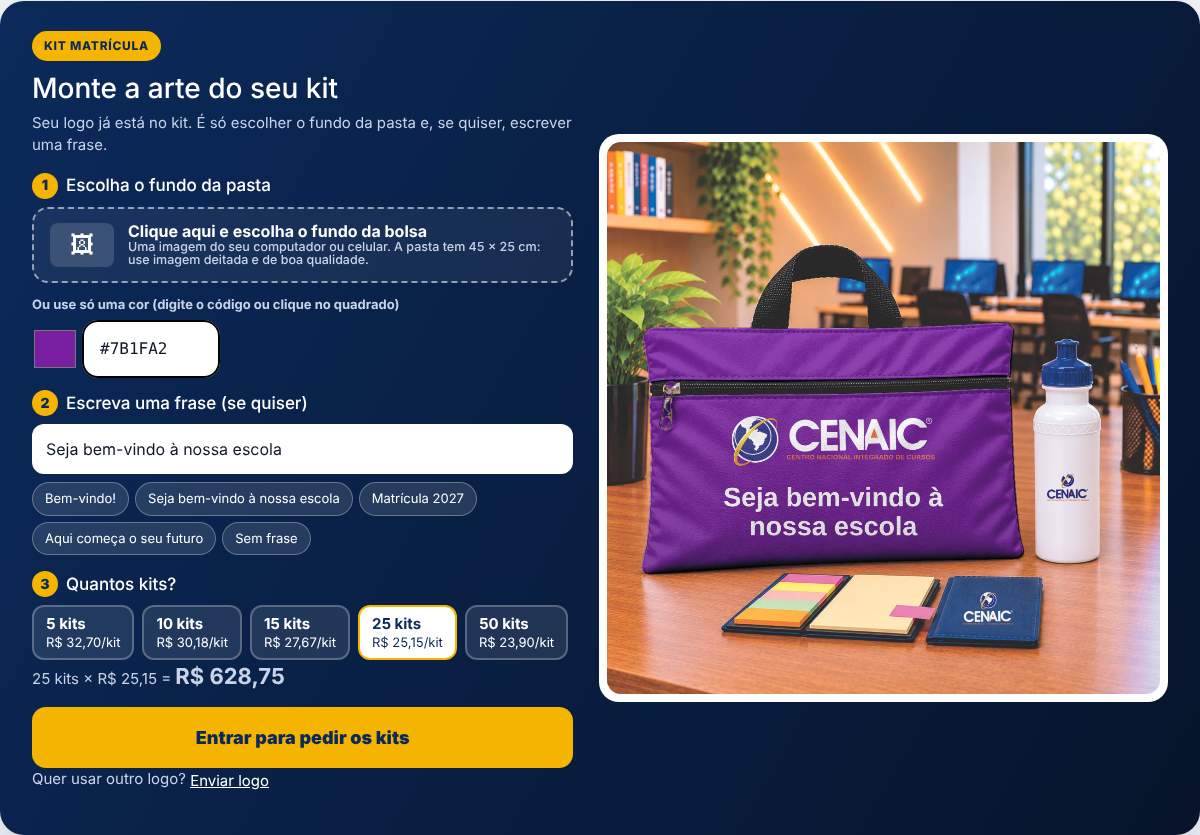 KIT MATRÍCULA
Monte a arte do seu kit
Seu logo já está no kit. É só escolher o fundo da pasta e, se quiser, escrever
uma frase.
1 Escolha o fundo da pasta
Clique aqui e escolha o fundo da bolsa
Uma imagem do seu computador ou celular. A pasta tem 45 × 25 cm:
use imagem deitada e de boa qualidade.
Ou use só uma cor (digite o código ou clique no quadrado)
#7B1FA2
2 Escreva uma frase (se quiser)
Seja bem-vindo à nossa escola
Bem-vindo! Seja bem-vindo à nossa escola Matrícula 2027
Aqui começa o seu futuro Sem frase
3 Quantos kits?
5 kits 10 kits 15 kits 25 kits 50 kits
R$ 32,70/kit R$ 30,18/kit R$ 27,67/kit R$ 25,15/kit R$ 23,90/kit
25 kits × R$ 25,15 = R$ 628,75
Entrar para pedir os kits
Quer usar outro logo? Enviar logo
CENAIC®
CENTRO NACIONAL INTEGRADO DE CURSOS
Seja bem-vindo à
nossa escola
CENAIC
CENAIC